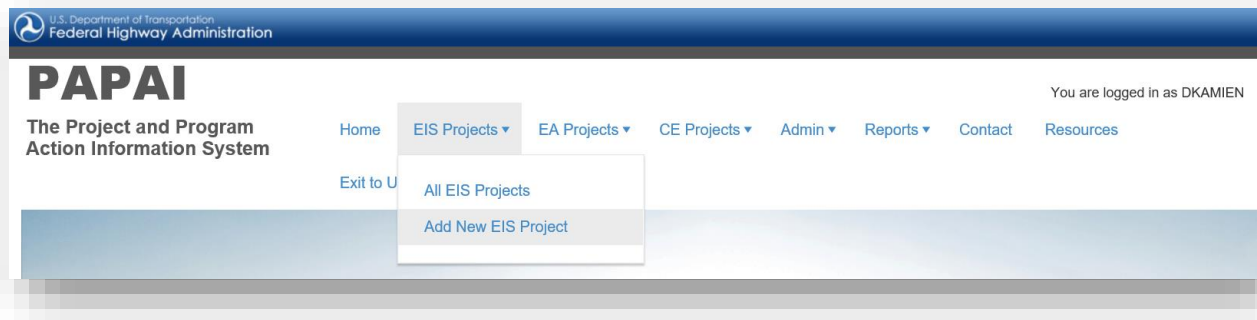 U.S. Department of Transportation
Federal Highway Administration
PAPAI
You are logged in as DKAMIEN
The Project and Program
Action Information System
Home EIS Projects ▾ EA Projects ▾ CE Projects ▾ Admin ▾ Reports ▾ Contact Resources
Exit to U
All EIS Projects
Add New EIS Project